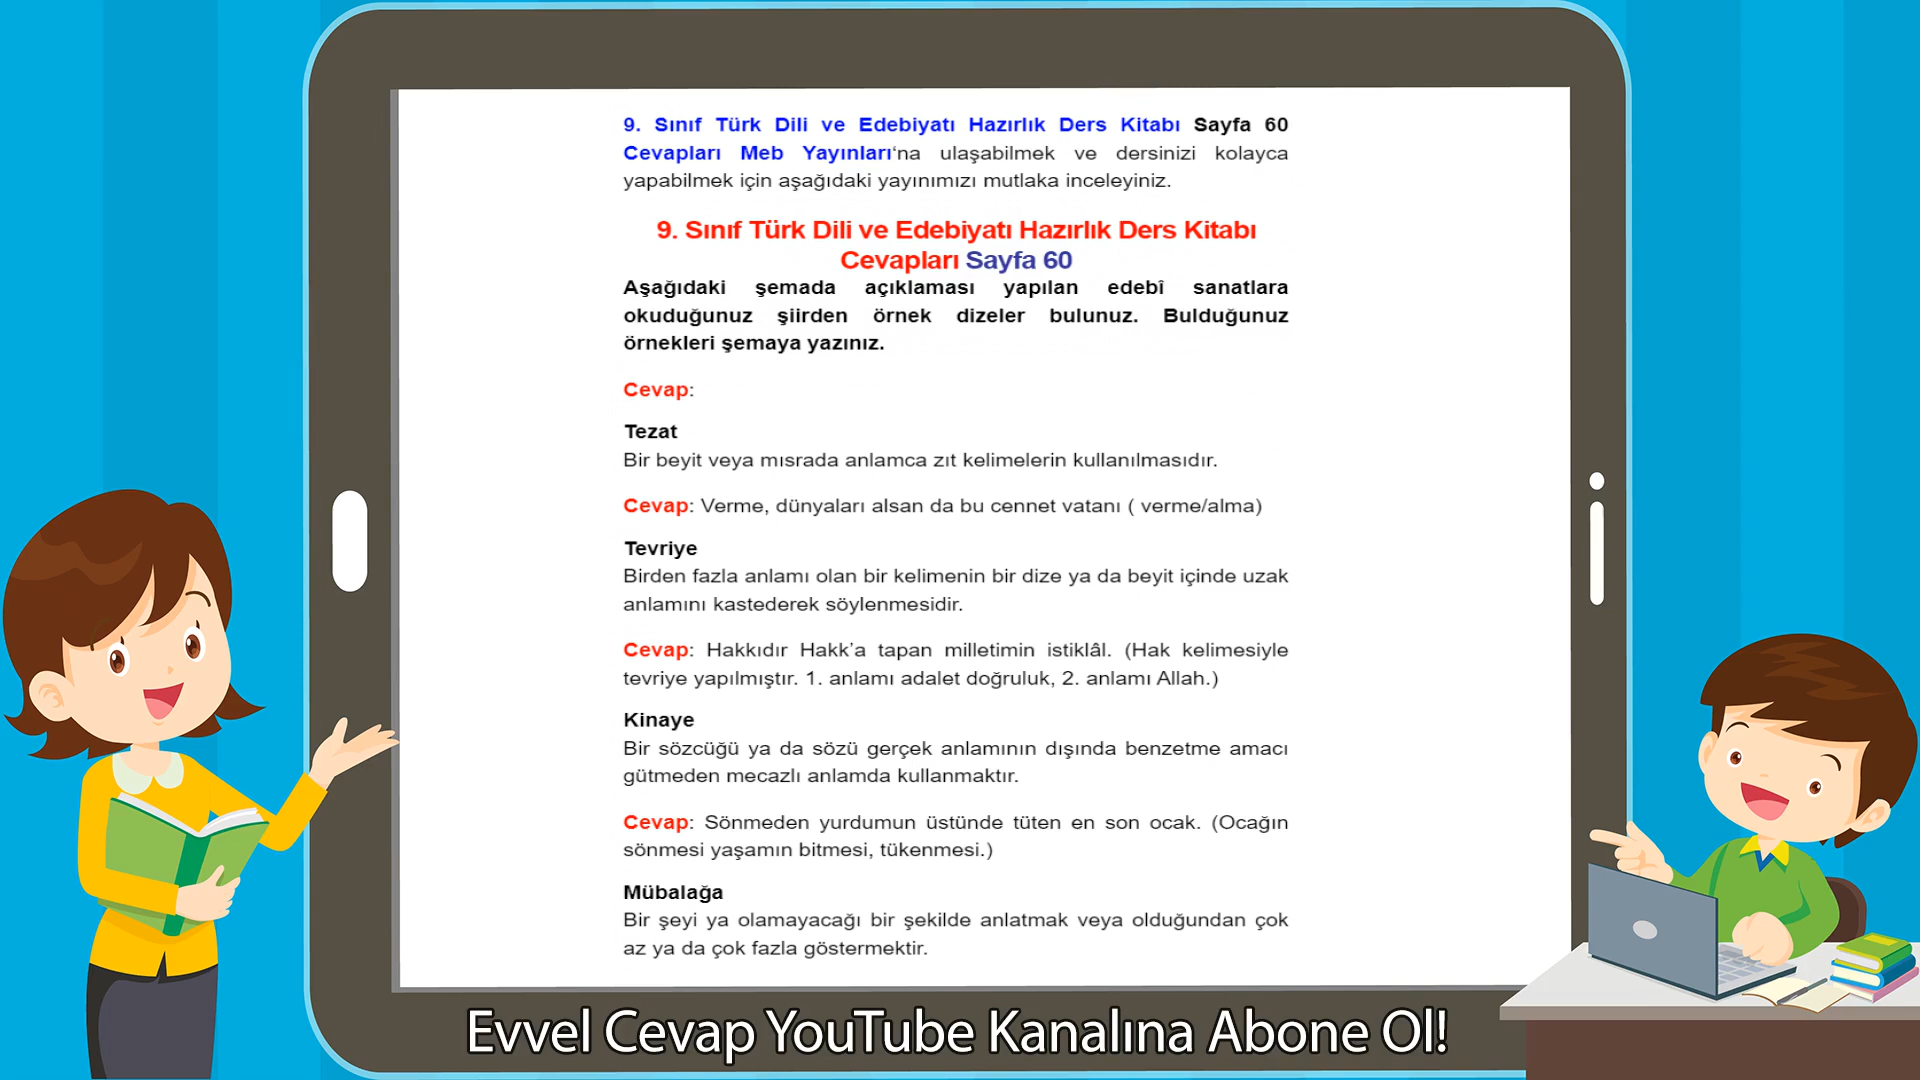 9. Sınıf Türk Dili ve Edebiyatı Hazırlık Ders Kitabı Sayfa 60
Cevapları Meb Yayınları‘na ulaşabilmek ve dersinizi kolayca
yapabilmek için aşağıdaki yayınımızı mutlaka inceleyiniz.
9. Sınıf Türk Dili ve Edebiyatı Hazırlık Ders Kitabı
Cevapları Sayfa 60
Aşağıdaki şemada açıklaması yapılan edebî sanatlara
okuduğunuz şiirden örnek dizeler bulunuz. Bulduğunuz
örnekleri şemaya yazınız.
Cevap:
Tezat
Bir beyit veya mısrada anlamca zıt kelimelerin kullanılmasıdır.
Cevap: Verme, dünyaları alsan da bu cennet vatanı ( verme/alma)
Tevriye
Birden fazla anlamı olan bir kelimenin bir dize ya da beyit içinde uzak
anlamını kastederek söylenmesidir.
Cevap: Hakkıdır Hakk’a tapan milletimin istiklâl. (Hak kelimesiyle
tevriye yapılmıştır. 1. anlamı adalet doğruluk, 2. anlamı Allah.)
Kinaye
Bir sözcüğü ya da sözü gerçek anlamının dışında benzetme amacı
gütmeden mecazlı anlamda kullanmaktır.
Cevap: Sönmeden yurdumun üstünde tüten en son ocak. (Ocağın
sönmesi yaşamın bitmesi, tükenmesi.)
Mübalağa
Bir şeyi ya olamayacağı bir şekilde anlatmak veya olduğundan çok
az ya da çok fazla göstermektir.
Evvel Cevap YouTube Kanalına Abone Ol!